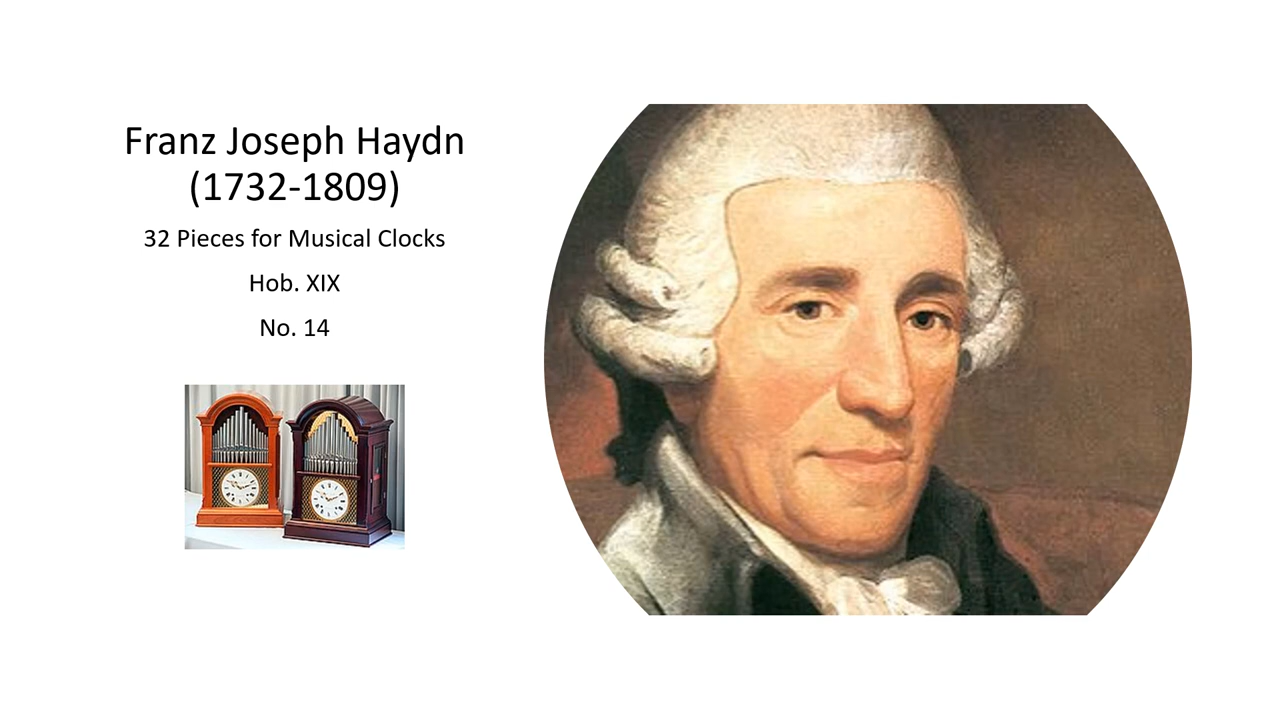 Franz Joseph Haydn
(1732-1809)
32 Pieces for Musical Clocks
Hob. XIX
No. 14